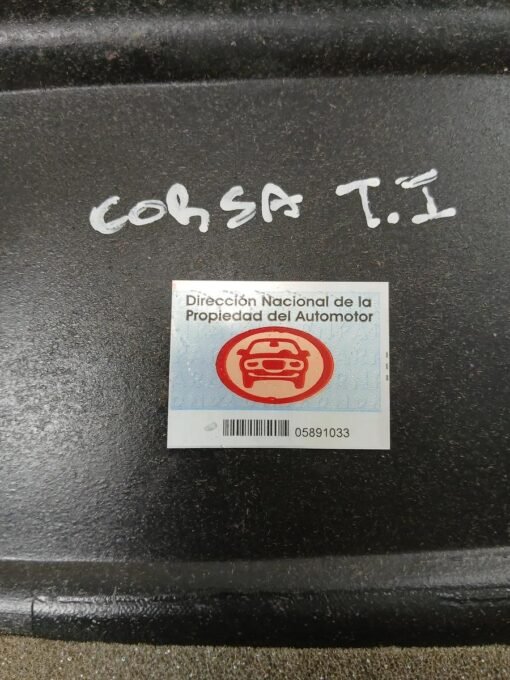 CORSA T.I
Dirección Nacional de la
Propiedad del Automotor
05891033